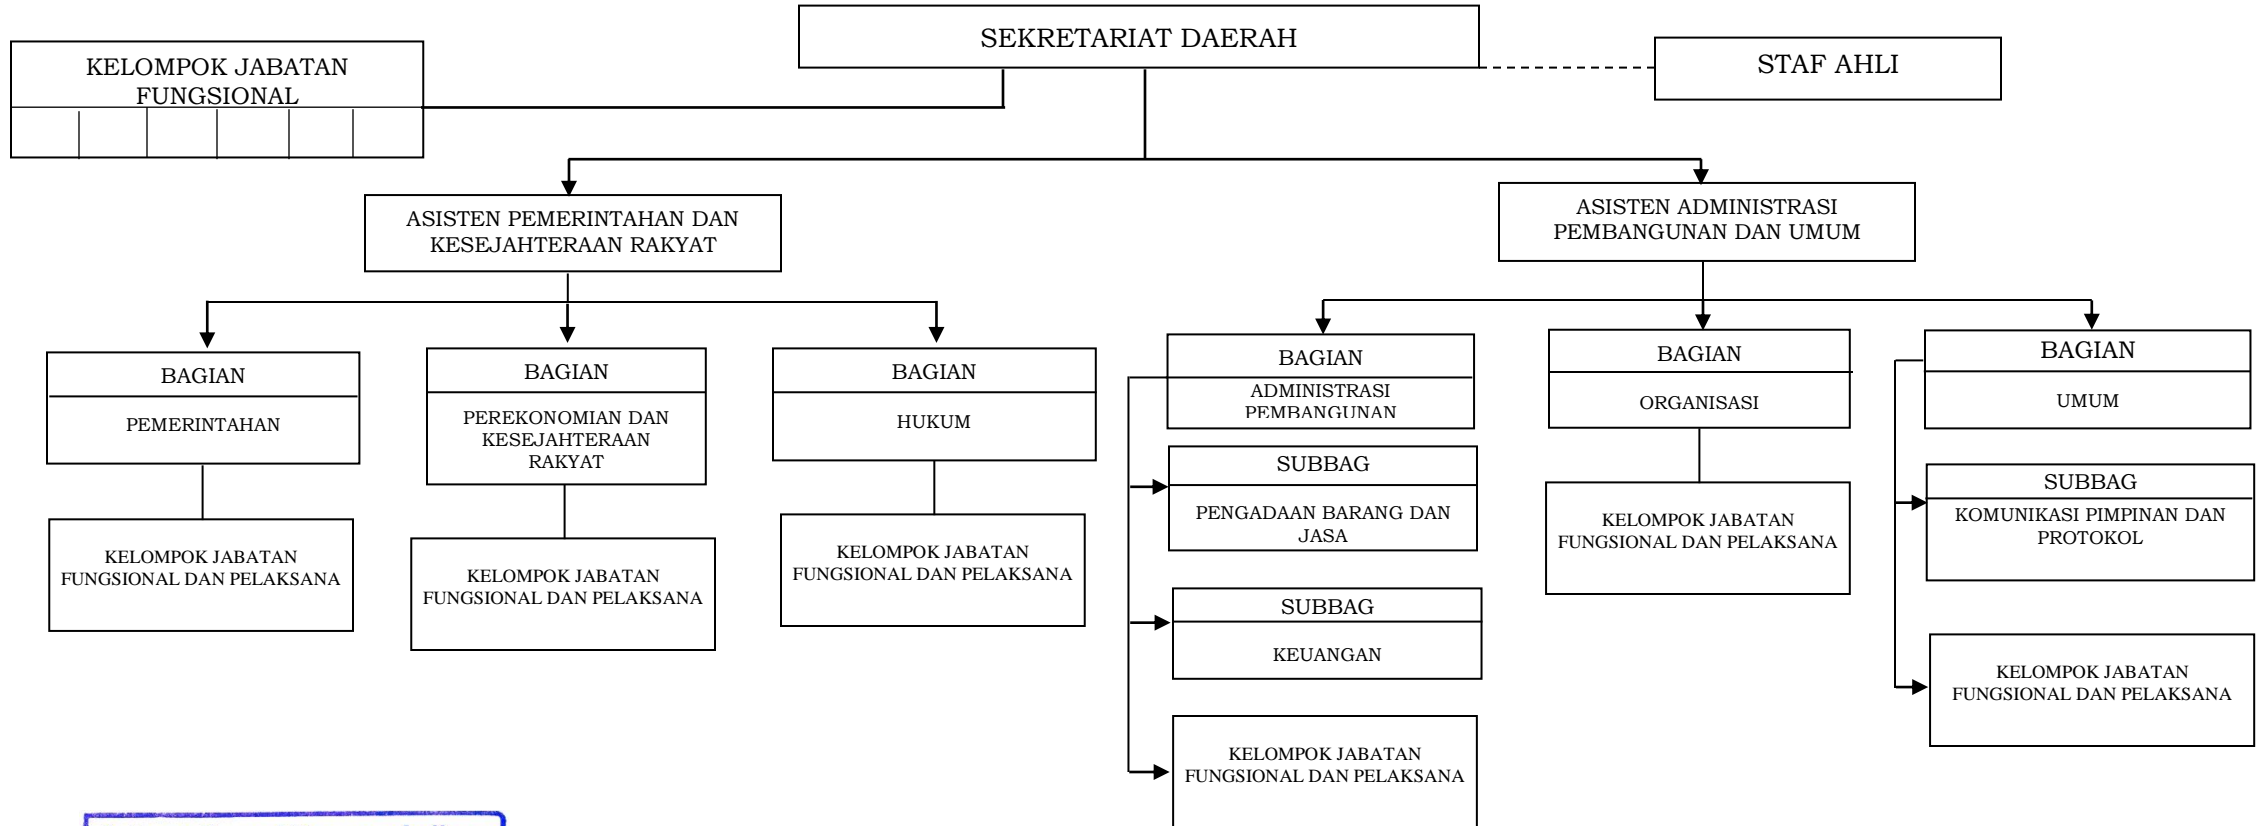 SEKRETARIAT DAERAH
KELOMPOK JABATAN
FUNGSIONAL
STAF AHLI
ASISTEN PEMERINTAHAN DAN
KESEJAHTERAAN RAKYAT
ASISTEN ADMINISTRASI
PEMBANGUNAN DAN UMUM
BAGIAN
PEMERINTAHAN
BAGIAN
PEREKONOMIAN DAN
KESEJAHTERAAN
RAKYAT
BAGIAN
HUKUM
BAGIAN
ADMINISTRASI
PEMBANGUNAN
BAGIAN
ORGANISASI
BAGIAN
UMUM
KELOMPOK JABATAN
FUNGSIONAL DAN PELAKSANA
KELOMPOK JABATAN
FUNGSIONAL DAN PELAKSANA
KELOMPOK JABATAN
FUNGSIONAL DAN PELAKSANA
SUBBAG
PENGADAAN BARANG DAN
JASA
SUBBAG
KEUANGAN
KELOMPOK JABATAN
FUNGSIONAL DAN PELAKSANA
KELOMPOK JABATAN
FUNGSIONAL DAN PELAKSANA
SUBBAG
KOMUNIKASI PIMPINAN DAN
PROTOKOL
KELOMPOK JABATAN
FUNGSIONAL DAN PELAKSANA